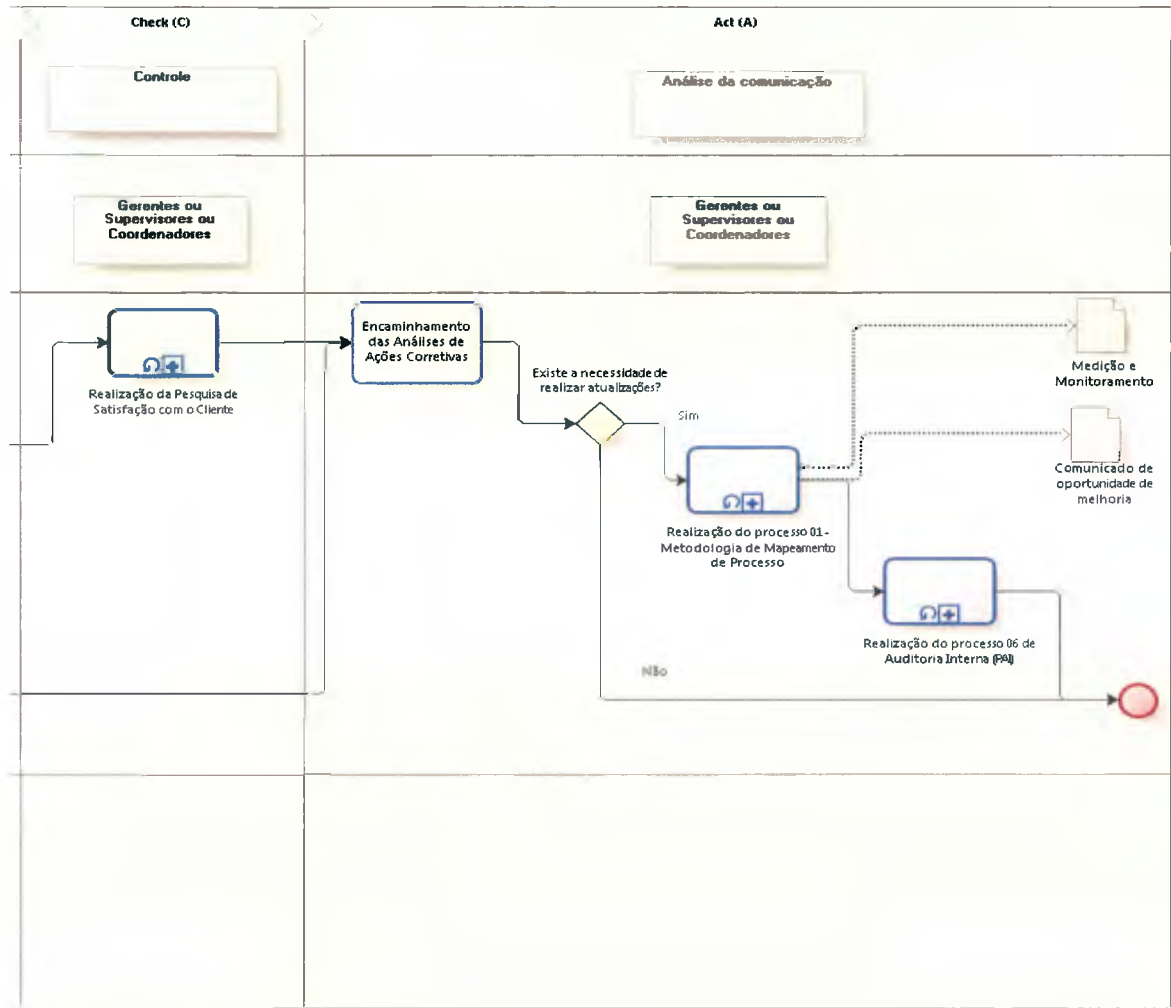 Check (C)
Act (A)
Controle
Análise da comunicação
Gerentes ou
Supervisores ou
Coordenadores
Gerentes ou
Supervisores ou
Coordenadores
Realização da Pesquisa de
Satisfação com o Cliente
Encaminhamento
das Análises de
Ações Corretivas
Existe a necessidade de
realizar atualizações?
Sim
Não
Realização do processo 01-
Metodologia de Mapeamento
de Processo
Medição e
Monitoramento
Comunicado de
oportunidade de
melhoria
Realização do processo 06 de
Auditoria Interna (PAI)